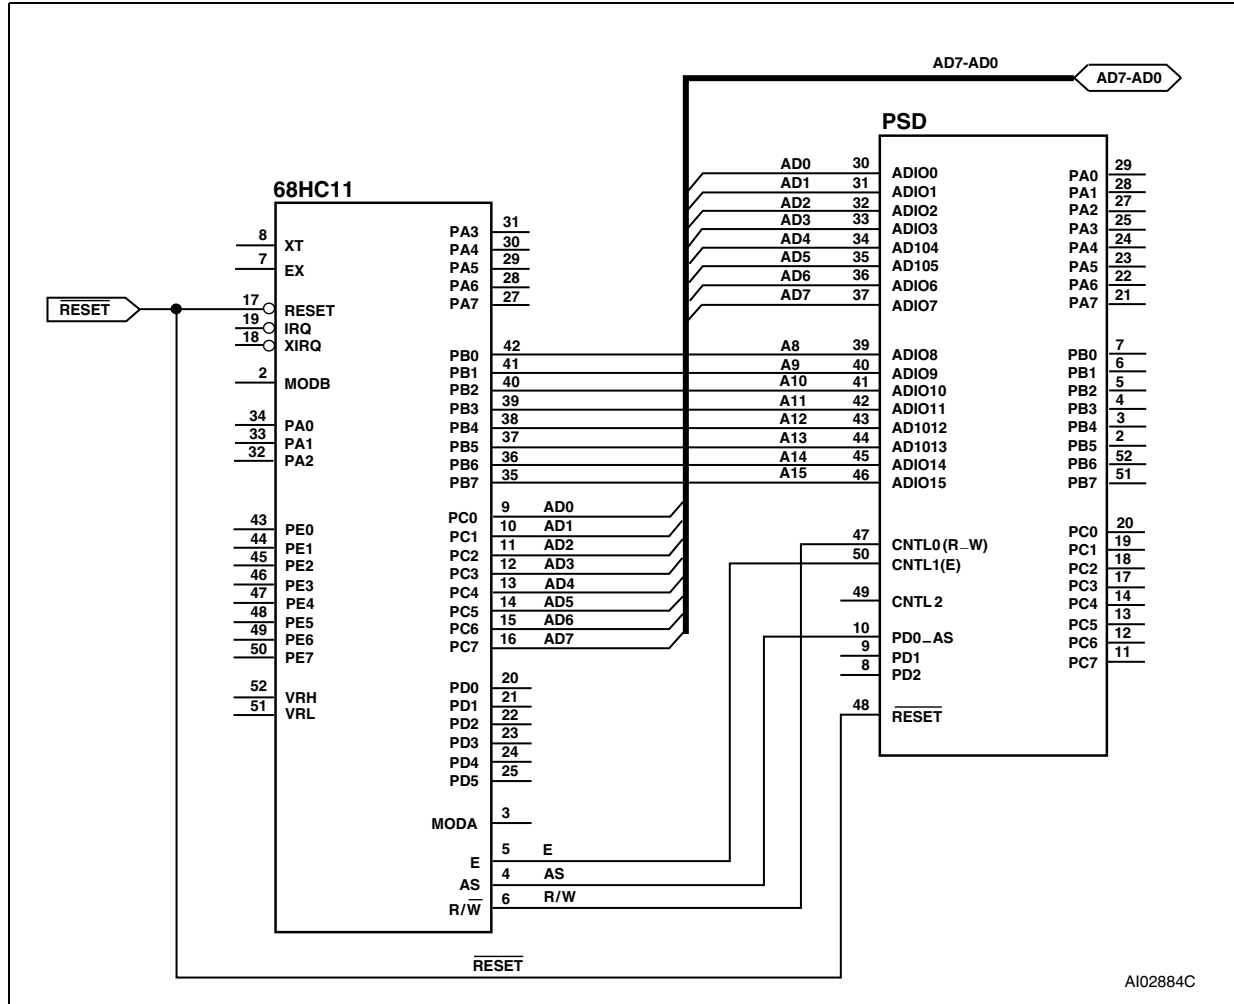 AD7-AD0
AD7-AD0
68HC11
8 XT
7 EX
RESET
17 RESET
19 IRQ
18 XIRQ
2 MODB
34 PA0
33 PA1
32 PA2
43 PE0
44 PE1
45 PE2
46 PE3
47 PE4
48 PE5
49 PE6
50 PE7
52 VRH
51 VRL
PA3 31
PA4 30
PA5 29
PA6 28
PA7 27
PB0 42
PB1 41
PB2 40
PB3 39
PB4 38
PB5 37
PB6 36
PB7 35
PC0 9 AD0
PC1 10 AD1
PC2 11 AD2
PC3 12 AD3
PC4 13 AD4
PC5 14 AD5
PC6 15 AD6
PC7 16 AD7
PD0 20
PD1 21
PD2 22
PD3 23
PD4 24
PD5 25
MODA 3
E 5 E
AS 4 AS
R/W 6 R/W
PSD
AD0 30 ADIO0
AD1 31 ADIO1
AD2 32 ADIO2
AD3 33 ADIO3
AD4 34 AD104
AD5 35 AD105
AD6 36 ADIO6
AD7 37 ADIO7
A8 39 ADIO8
A9 40 ADIO9
A10 41 ADIO10
A11 42 ADIO11
A12 43 AD1012
A13 44 AD1013
A14 45 ADIO14
A15 46 ADIO15
47 CNTL0(R_W)
50 CNTL1(E)
49 CNTL 2
10 PD0_AS
9 PD1
8 PD2
48 RESET
PA0 29
PA1 28
PA2 27
PA3 25
PA4 24
PA5 23
PA6 22
PA7 21
PB0 7
PB1 6
PB2 5
PB3 4
PB4 3
PB5 2
PB6 52
PB7 51
PC0 20
PC1 19
PC2 18
PC3 17
PC4 14
PC5 13
PC6 12
PC7 11
RESET
AI02884C